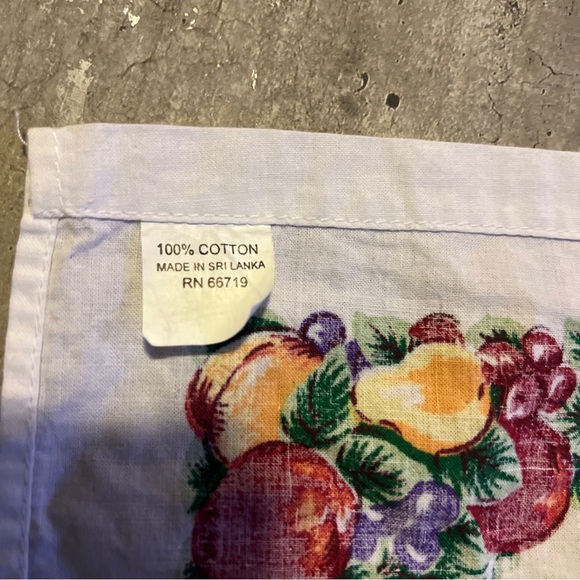 100% COTTON
MADE IN SRI LANKA
RN 66719